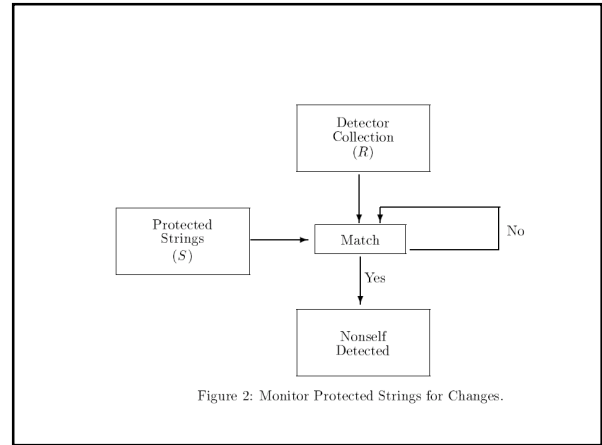 Detector
Collection
(R)
Protected
Strings
(S)
Match
No
Yes
Nonself
Detected
Figure 2: Monitor Protected Strings for Changes.